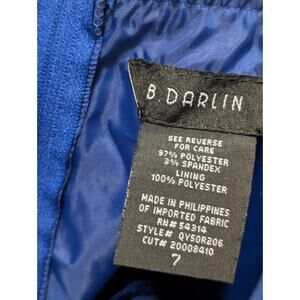 B. DARLIN
SEE REVERSE
FOR CARE
97% POLYESTER
3% SPANDEX
LINING
100% POLYESTER
MADE IN PHILIPPINES
OF IMPORTED FABRIC
RN# 54314
STYLE# QY50R206
CUT# 20008410
7